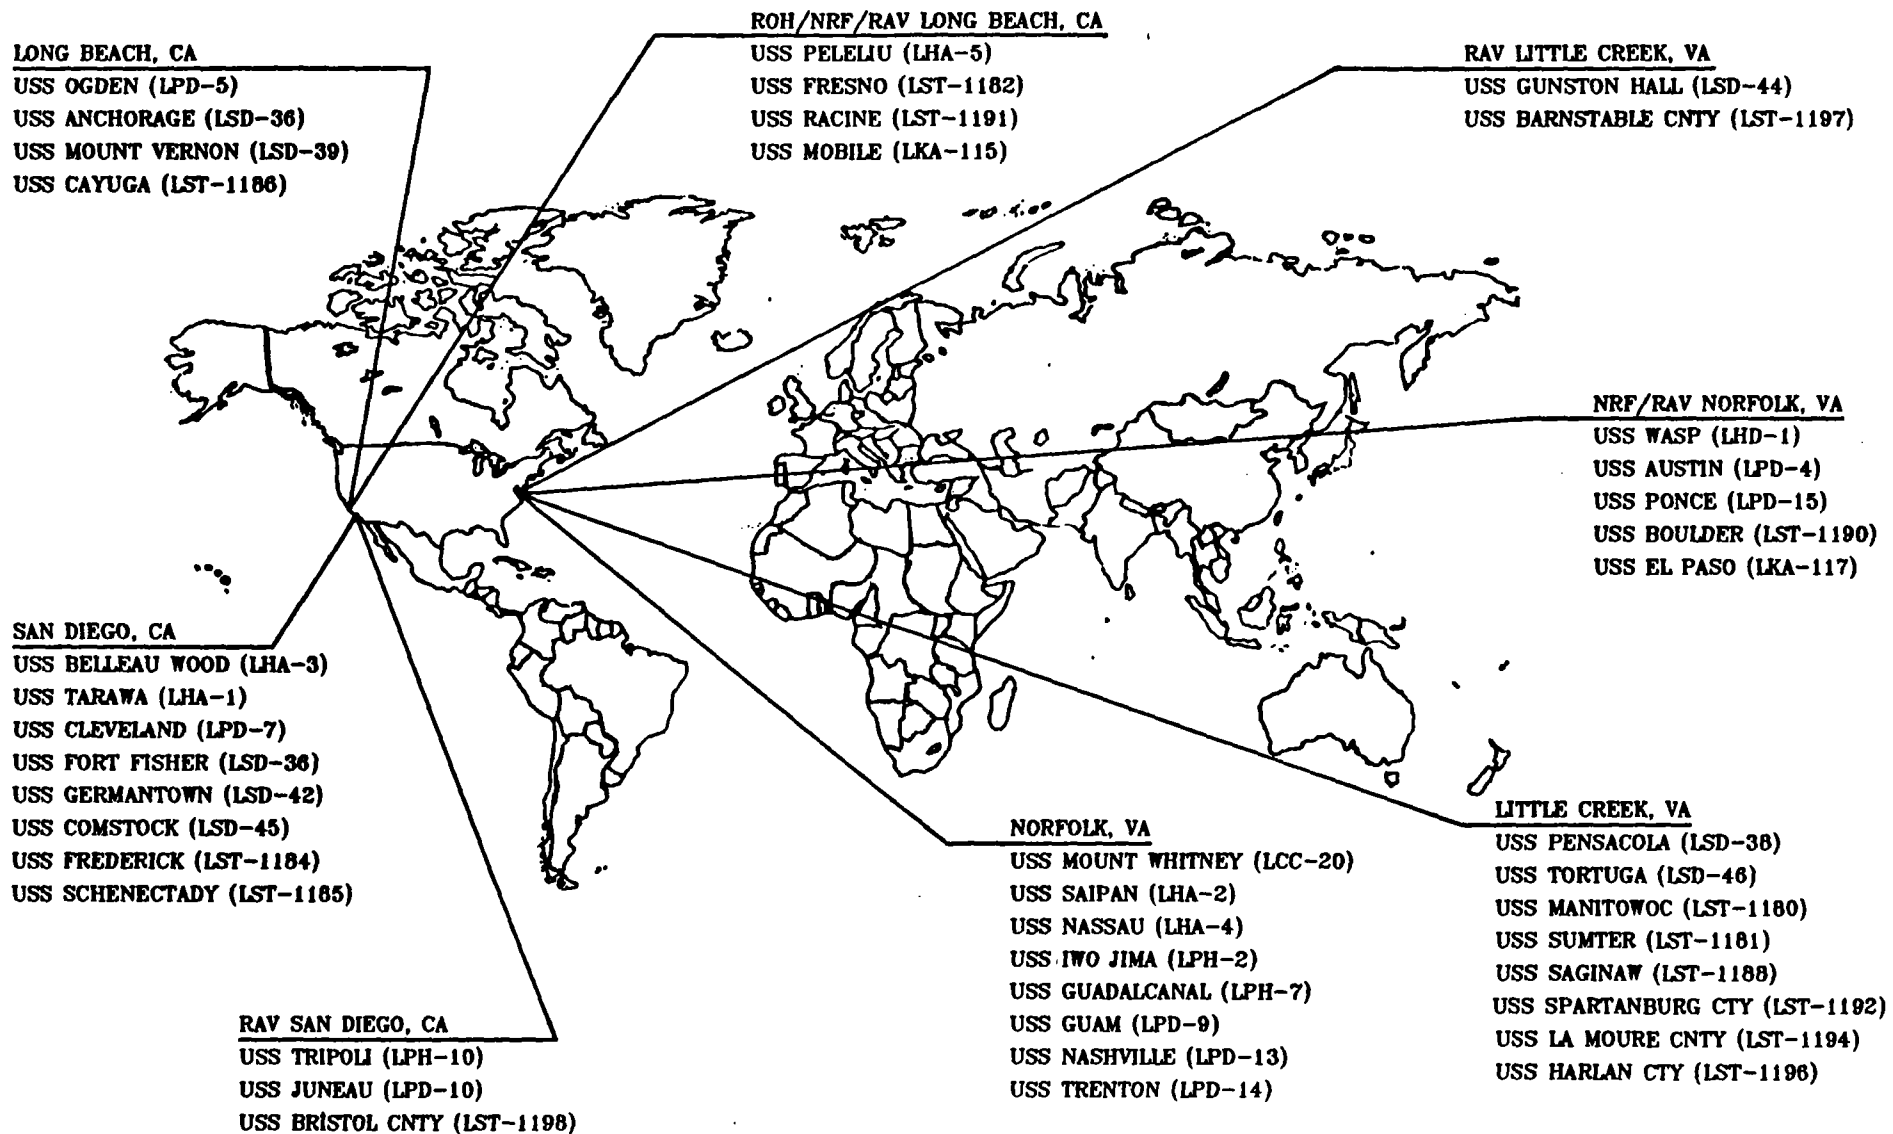 LONG BEACH, CA
USS OGDEN (LPD-5)
USS ANCHORAGE (LSD-36)
USS MOUNT VERNON (LSD-39)
USS CAYUGA (LST-1186)
ROH/NRF/RAV LONG BEACH, CA
USS PELELIU (LHA-5)
USS FRESNO (LST-1182)
USS RACINE (LST-1191)
USS MOBILE (LKA-115)
RAV LITTLE CREEK, VA
USS GUNSTON HALL (LSD-44)
USS BARNSTABLE CNTY (LST-1197)
NRF/RAV NORFOLK, VA
USS WASP (LHD-1)
USS AUSTIN (LPD-4)
USS PONCE (LPD-15)
USS BOULDER (LST-1190)
USS EL PASO (LKA-117)
SAN DIEGO, CA
USS BELLEAU WOOD (LHA-3)
USS TARAWA (LHA-1)
USS CLEVELAND (LPD-7)
USS FORT FISHER (LSD-36)
USS GERMANTOWN (LSD-42)
USS COMSTOCK (LSD-45)
USS FREDERICK (LST-1184)
USS SCHENECTADY (LST-1185)
RAV SAN DIEGO, CA
USS TRIPOLI (LPH-10)
USS JUNEAU (LPD-10)
USS BRISTOL CNTY (LST-1198)
NORFOLK, VA
USS MOUNT WHITNEY (LCC-20)
USS SAIPAN (LHA-2)
USS NASSAU (LHA-4)
USS IWO JIMA (LPH-2)
USS GUADALCANAL (LPH-7)
USS GUAM (LPD-9)
USS NASHVILLE (LPD-13)
USS TRENTON (LPD-14)
LITTLE CREEK, VA
USS PENSACOLA (LSD-38)
USS TORTUGA (LSD-46)
USS MANITOWOC (LST-1180)
USS SUMTER (LST-1181)
USS SAGINAW (LST-1188)
USS SPARTANBURG CTY (LST-1192)
USS LA MOURE CNTY (LST-1194)
USS HARLAN CTY (LST-1196)